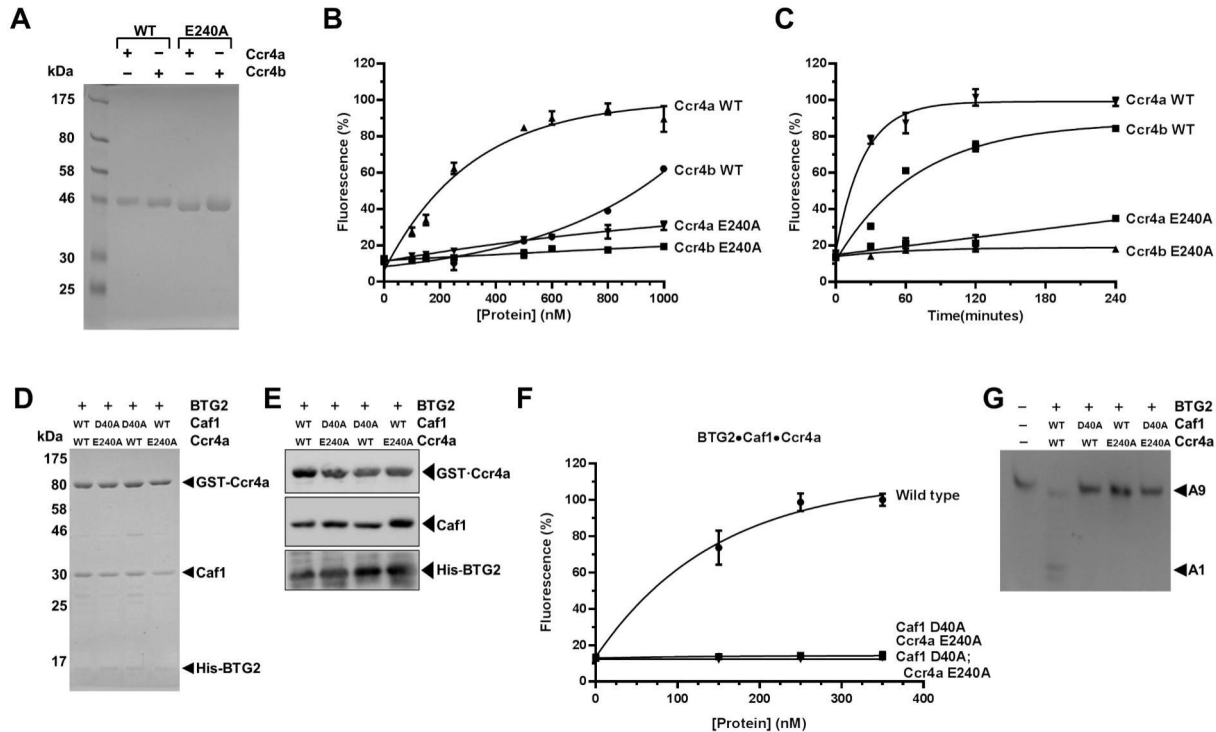 A
WT E240A
+ – + – Ccr4a
– + – + Ccr4b
kDa
175
80
58
46
30
25
B
Fluorescence (%)
120
100
80
60
40
20
0
0 200 400 600 800 1000
[Protein] (nM)
Ccr4a WT
Ccr4b WT
Ccr4a E240A
Ccr4b E240A
C
Fluorescence (%)
120
100
80
60
40
20
0
0 60 120 180 240
Time(minutes)
Ccr4a WT
Ccr4b WT
Ccr4a E240A
Ccr4b E240A
D
+ + + + BTG2
WT D40A D40A WT Caf1
WT E240A WT E240A Ccr4a
kDa
175
80
58
46
30
25
17
GST-Ccr4a
Caf1
His-BTG2
E
+ + + + BTG2
WT D40A D40A WT Caf1
WT E240A WT E240A Ccr4a
GST·Ccr4a
Caf1
His-BTG2
F
BTG2•Caf1•Ccr4a
Fluorescence (%)
120
100
80
60
40
20
0
0 100 200 300 400
[Protein] (nM)
Wild type
Caf1 D40A
Ccr4a E240A
Caf1 D40A;
Ccr4a E240A
G
– + + + + BTG2
– WT D40A WT D40A Caf1
– WT WT E240A E240A Ccr4a
A9
A1